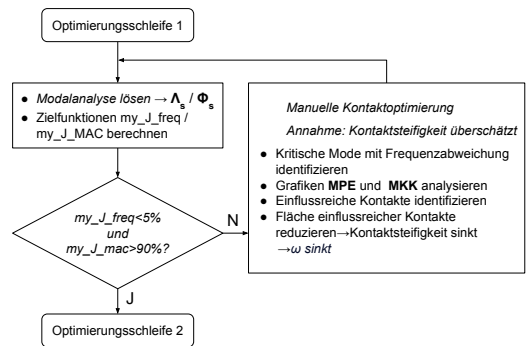 Optimierungsschleife 1
● Modalanalyse lösen → Λs / Φs
● Zielfunktionen my_J_freq /
my_J_MAC berechnen
my_J_freq<5%
und
my_J_mac>90%?
N
J
Manuelle Kontaktoptimierung
Annahme: Kontaktsteifigkeit überschätzt
● Kritische Mode mit Frequenzabweichung
identifizieren
● Grafiken MPE und MKK analysieren
● Einflussreiche Kontakte identifizieren
● Fläche einflussreicher Kontakte
reduzieren→Kontaktsteifigkeit sinkt
→ω sinkt
Optimierungsschleife 2